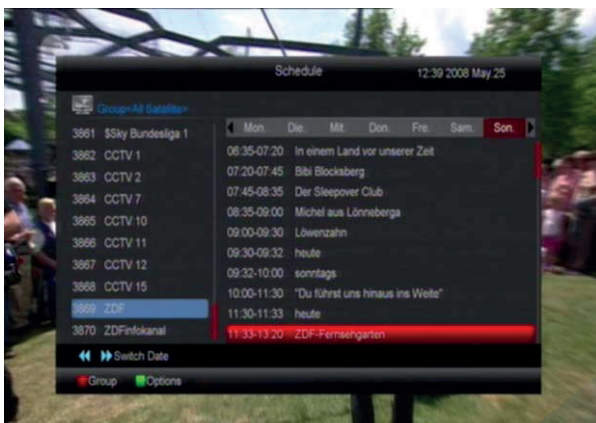 Schedule
12:39 2008 May.25
Group<All Satelite>
Mon. Die. Mit. Don. Fre. Sam. Son.
3861 $Sky Bundesliga 1
3862 CCTV 1
3863 CCTV 2
3864 CCTV 7
3865 CCTV 10
3866 CCTV 11
3867 CCTV 12
3868 CCTV 15
3869 ZDF
3870 ZDFinfokanal
06:35-07:20 In einem Land vor unserer Zeit
07:20-07:45 Bibi Blocksberg
07:45-08:35 Der Sleepover Club
08:35-09:00 Michel aus Lönneberga
09:00-09:30 Löwenzahn
09:30-09:32 heute
09:32-10:00 sonntags
10:00-11:30 "Du führst uns hinaus ins Weite"
11:30-11:33 heute
11:33-13:20 ZDF-Fernsehgarten
Switch Date
Group Options